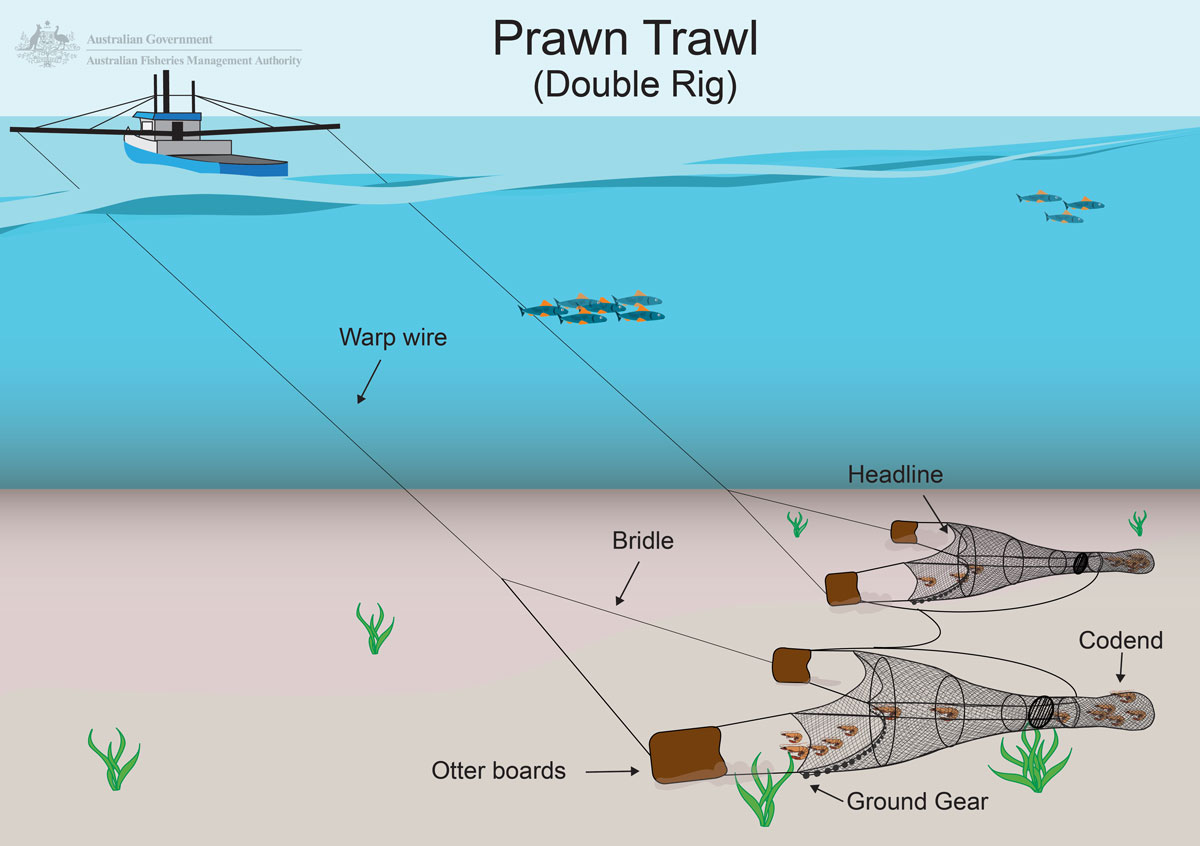 Australian Government
Australian Fisheries Management Authority
Prawn Trawl
(Double Rig)
Warp wire
Headline
Bridle
Codend
Otter boards
Ground Gear